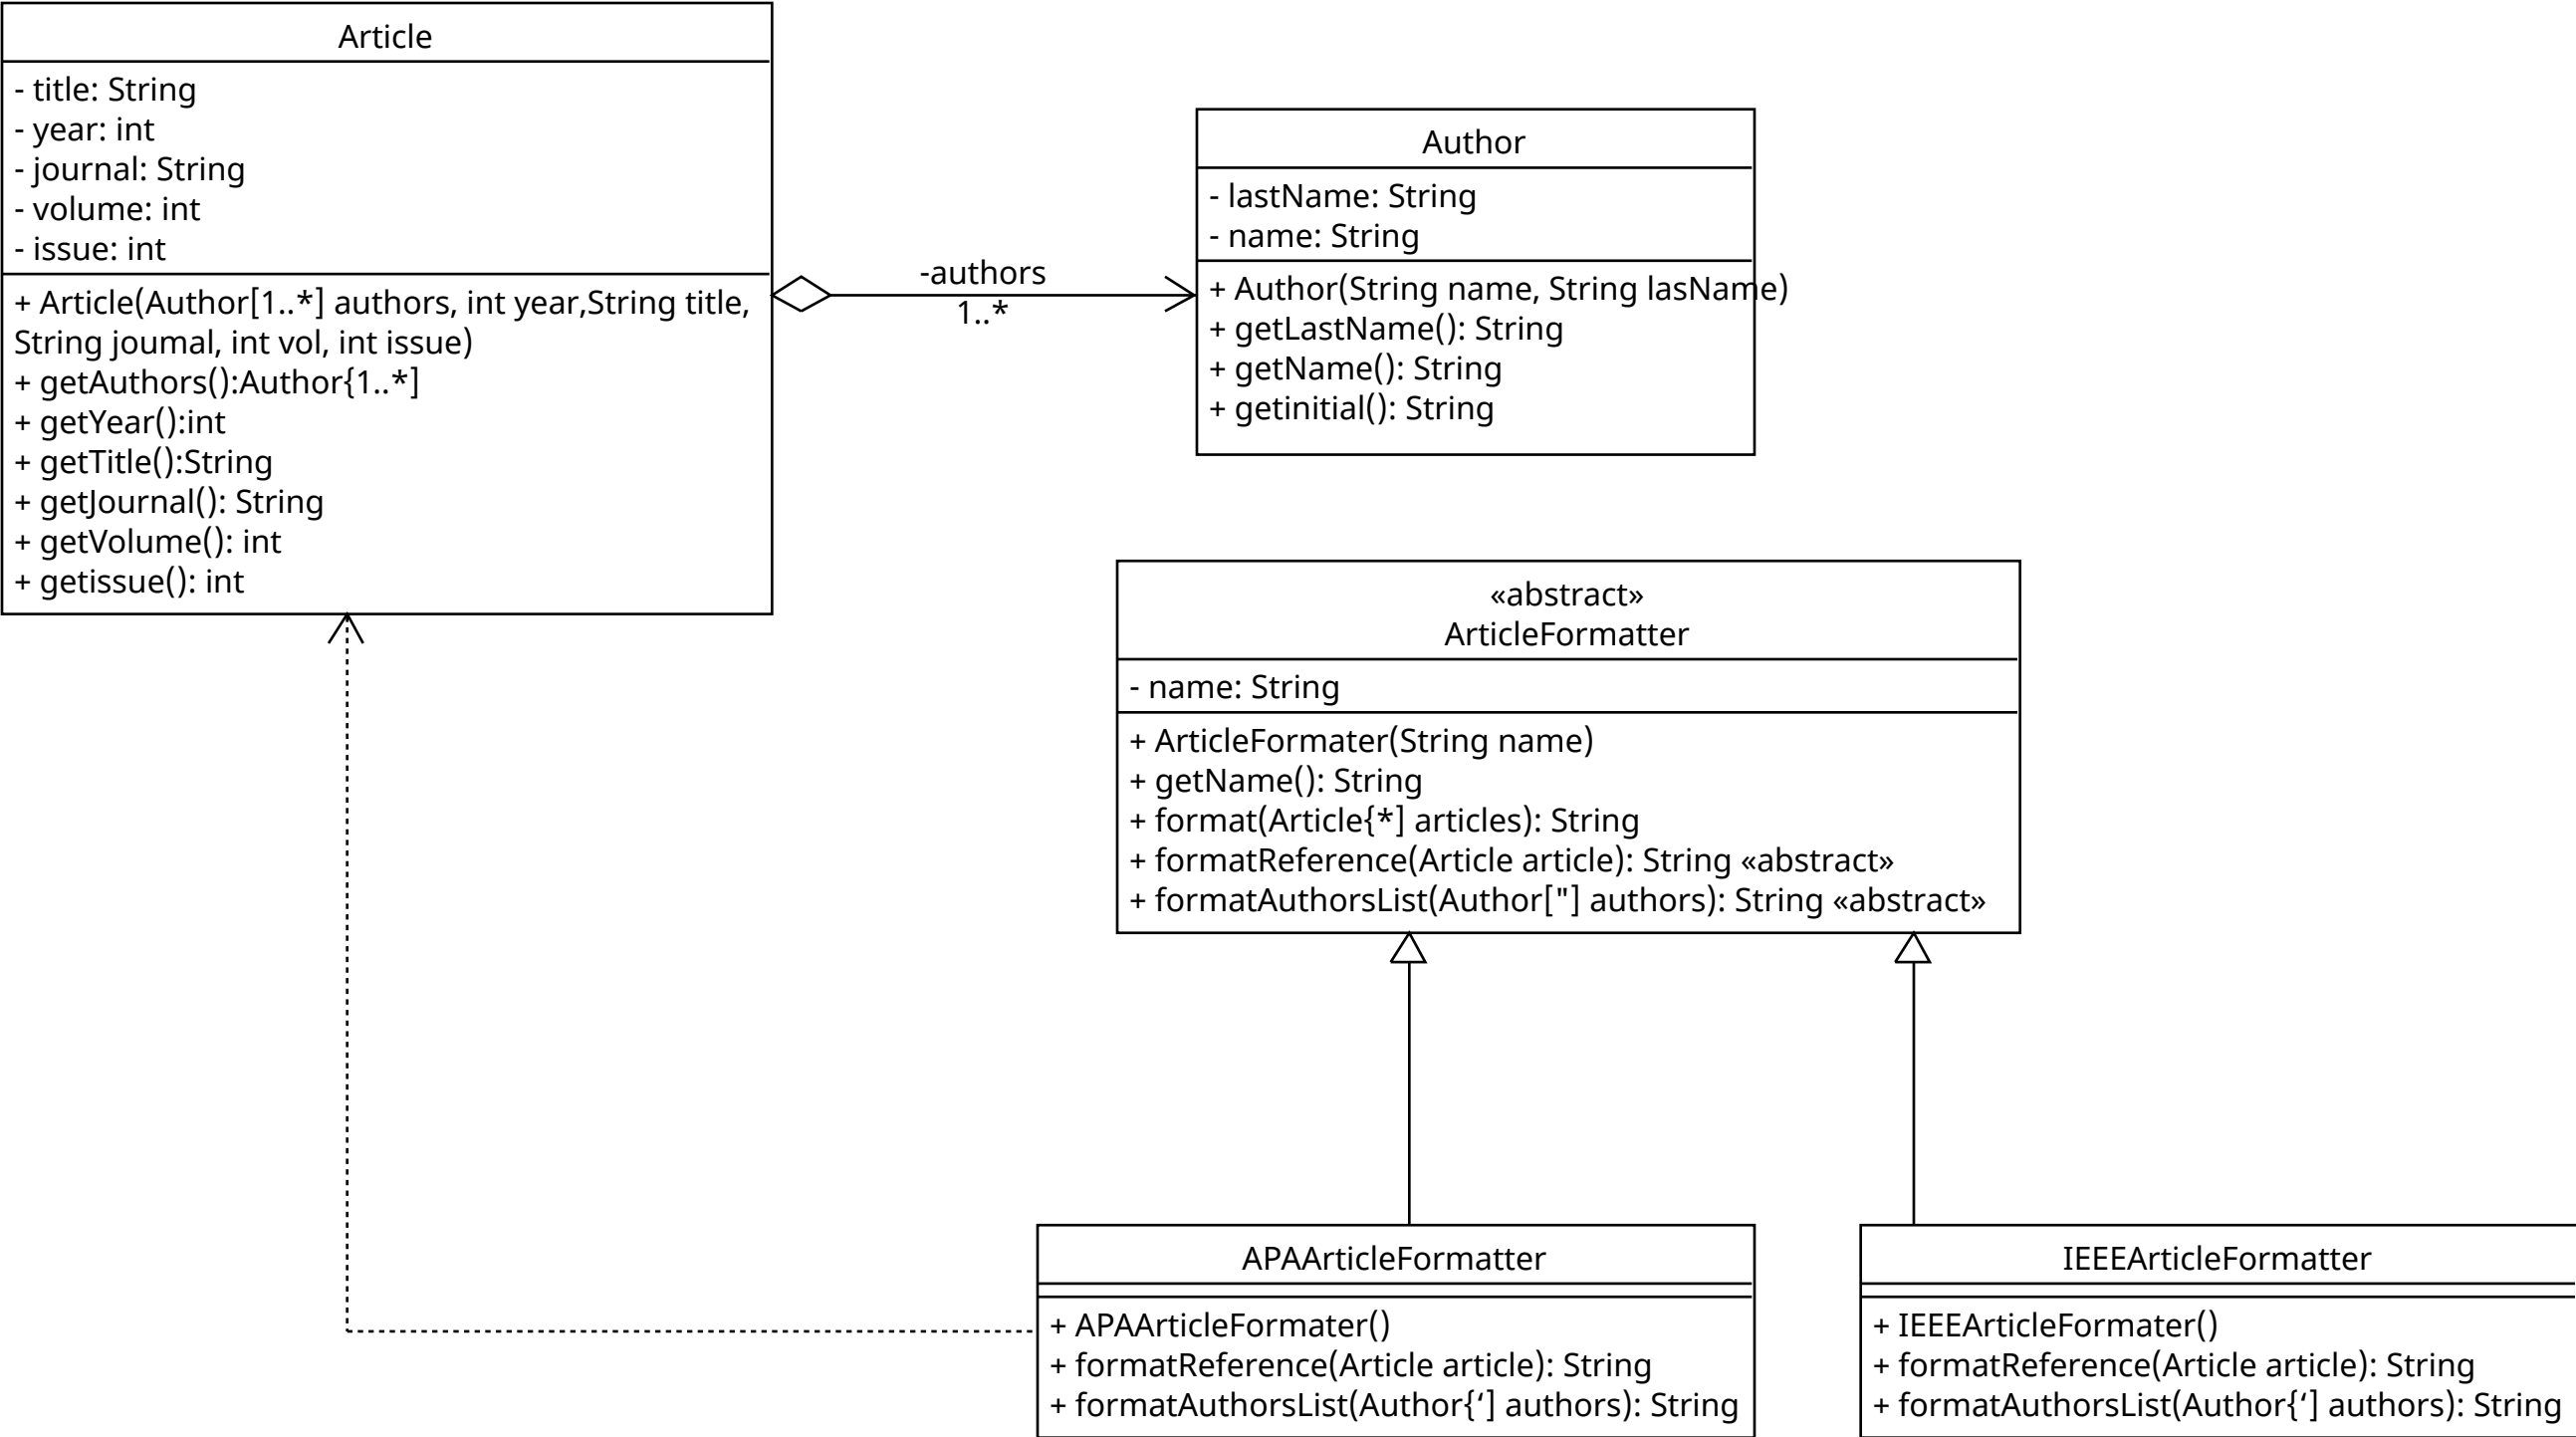 Article
- title: String
- year: int
- journal: String
- volume: int
- issue: int
+ Article(Author[1..*] authors, int year,String title,
String joumal, int vol, int issue)
+ getAuthors():Author{1..*]
+ getYear():int
+ getTitle():String
+ getJournal(): String
+ getVolume(): int
+ getissue(): int
-authors
1..*
Author
- lastName: String
- name: String
+ Author(String name, String lasName)
+ getLastName(): String
+ getName(): String
+ getinitial(): String
«abstract»
ArticleFormatter
- name: String
+ ArticleFormater(String name)
+ getName(): String
+ format(Article{*] articles): String
+ formatReference(Article article): String «abstract»
+ formatAuthorsList(Author["] authors): String «abstract»
APAArticleFormatter
+ APAArticleFormater()
+ formatReference(Article article): String
+ formatAuthorsList(Author{‘] authors): String
IEEEArticleFormatter
+ IEEEArticleFormater()
+ formatReference(Article article): String
+ formatAuthorsList(Author{‘] authors): String